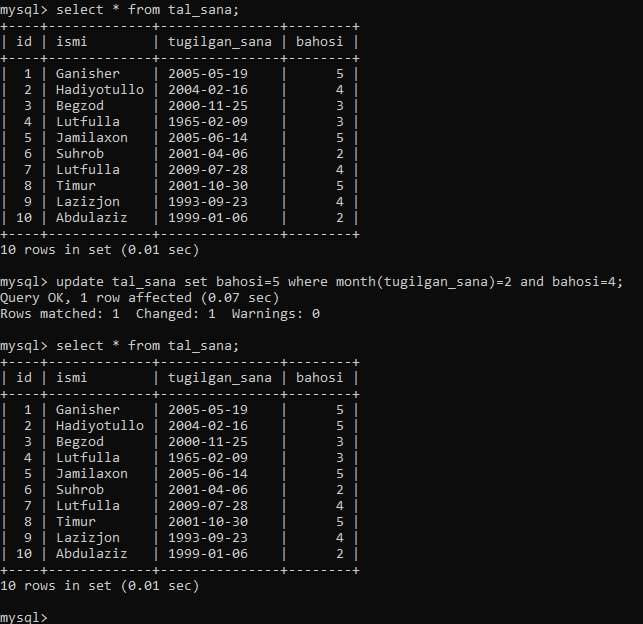 mysql> select * from tal_sana;
+----+-------------+---------------+--------+
| id | ismi        | tugilgan_sana | bahosi |
+----+-------------+---------------+--------+
|  1 | Ganisher    | 2005-05-19    |      5 |
|  2 | Hadiyotullo | 2004-02-16    |      4 |
|  3 | Begzod      | 2000-11-25    |      3 |
|  4 | Lutfulla    | 1965-02-09    |      3 |
|  5 | Jamilaxon   | 2005-06-14    |      5 |
|  6 | Suhrob      | 2001-04-06    |      2 |
|  7 | Lutfulla    | 2009-07-28    |      4 |
|  8 | Timur       | 2001-10-30    |      5 |
|  9 | Lazizjon    | 1993-09-23    |      4 |
| 10 | Abdulaziz   | 1999-01-06    |      2 |
+----+-------------+---------------+--------+
10 rows in set (0.01 sec)
mysql> update tal_sana set bahosi=5 where month(tugilgan_sana)=2 and bahosi=4;
Query OK, 1 row affected (0.07 sec)
Rows matched: 1  Changed: 1  Warnings: 0
mysql> select * from tal_sana;
+----+-------------+---------------+--------+
| id | ismi        | tugilgan_sana | bahosi |
+----+-------------+---------------+--------+
|  1 | Ganisher    | 2005-05-19    |      5 |
|  2 | Hadiyotullo | 2004-02-16    |      5 |
|  3 | Begzod      | 2000-11-25    |      3 |
|  4 | Lutfulla    | 1965-02-09    |      3 |
|  5 | Jamilaxon   | 2005-06-14    |      5 |
|  6 | Suhrob      | 2001-04-06    |      2 |
|  7 | Lutfulla    | 2009-07-28    |      4 |
|  8 | Timur       | 2001-10-30    |      5 |
|  9 | Lazizjon    | 1993-09-23    |      4 |
| 10 | Abdulaziz   | 1999-01-06    |      2 |
+----+-------------+---------------+--------+
10 rows in set (0.01 sec)
mysql>